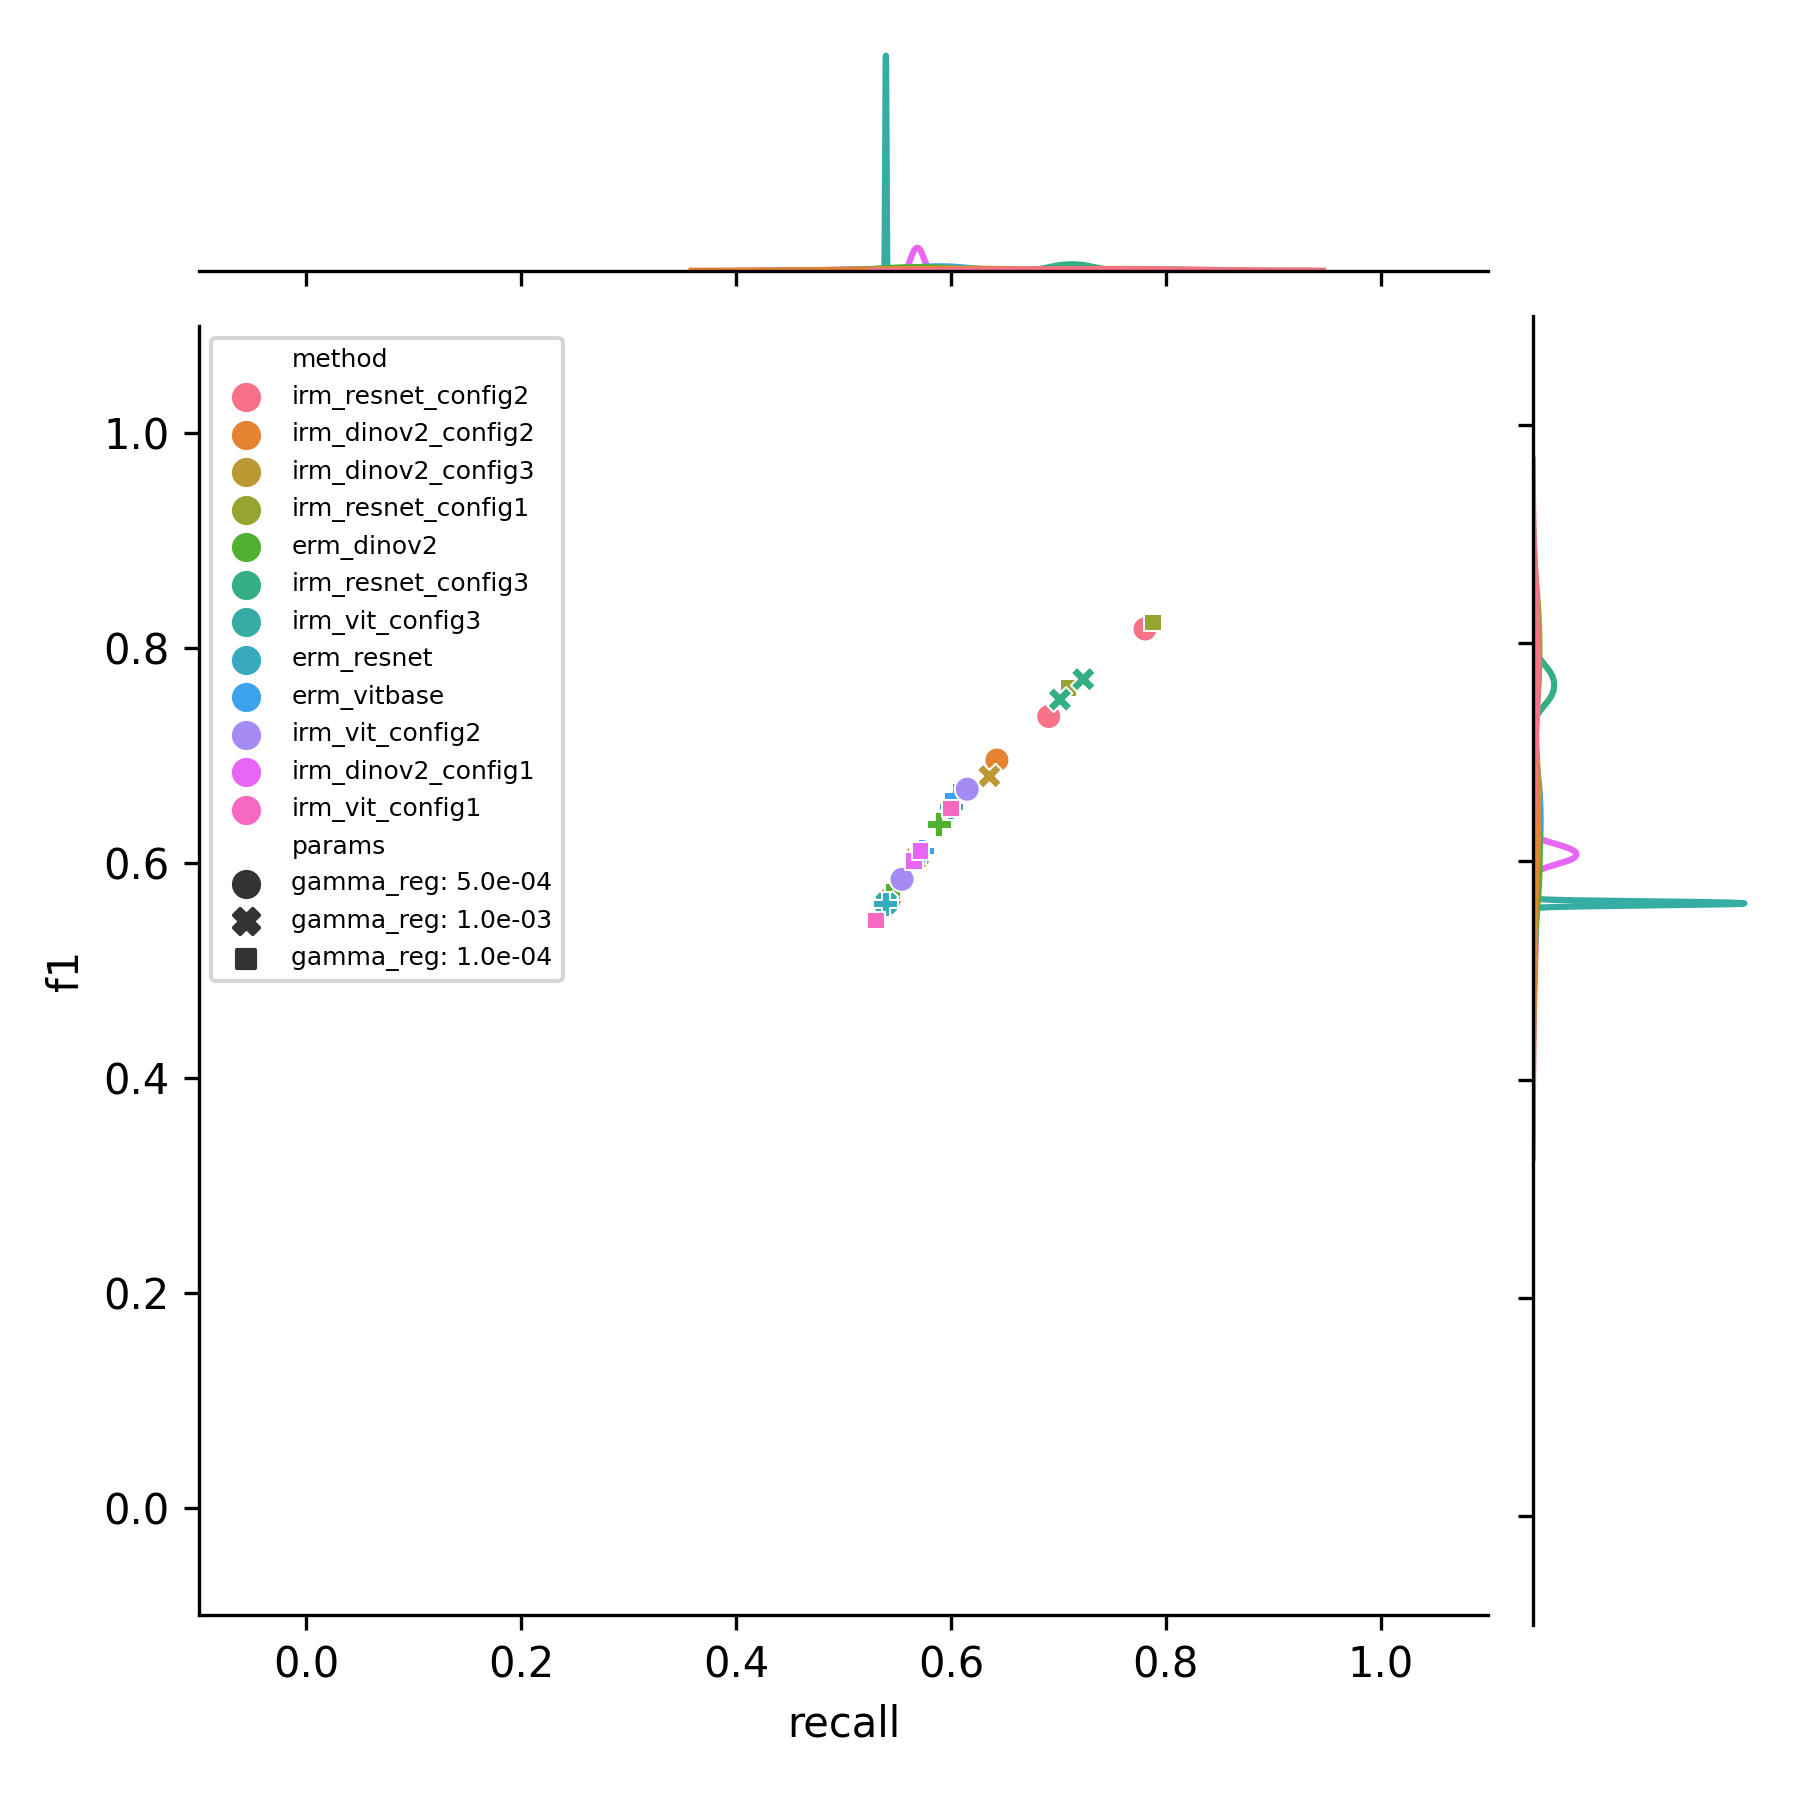 method
irm_resnet_config2
irm_dinov2_config2
irm_dinov2_config3
irm_resnet_config1
erm_dinov2
irm_resnet_config3
irm_vit_config3
erm_resnet
erm_vitbase
irm_vit_config2
irm_dinov2_config1
irm_vit_config1
params
gamma_reg: 5.0e-04
gamma_reg: 1.0e-03
gamma_reg: 1.0e-04
1.0
0.8
0.6
0.4
0.2
0.0
f1
0.0 0.2 0.4 0.6 0.8 1.0
recall